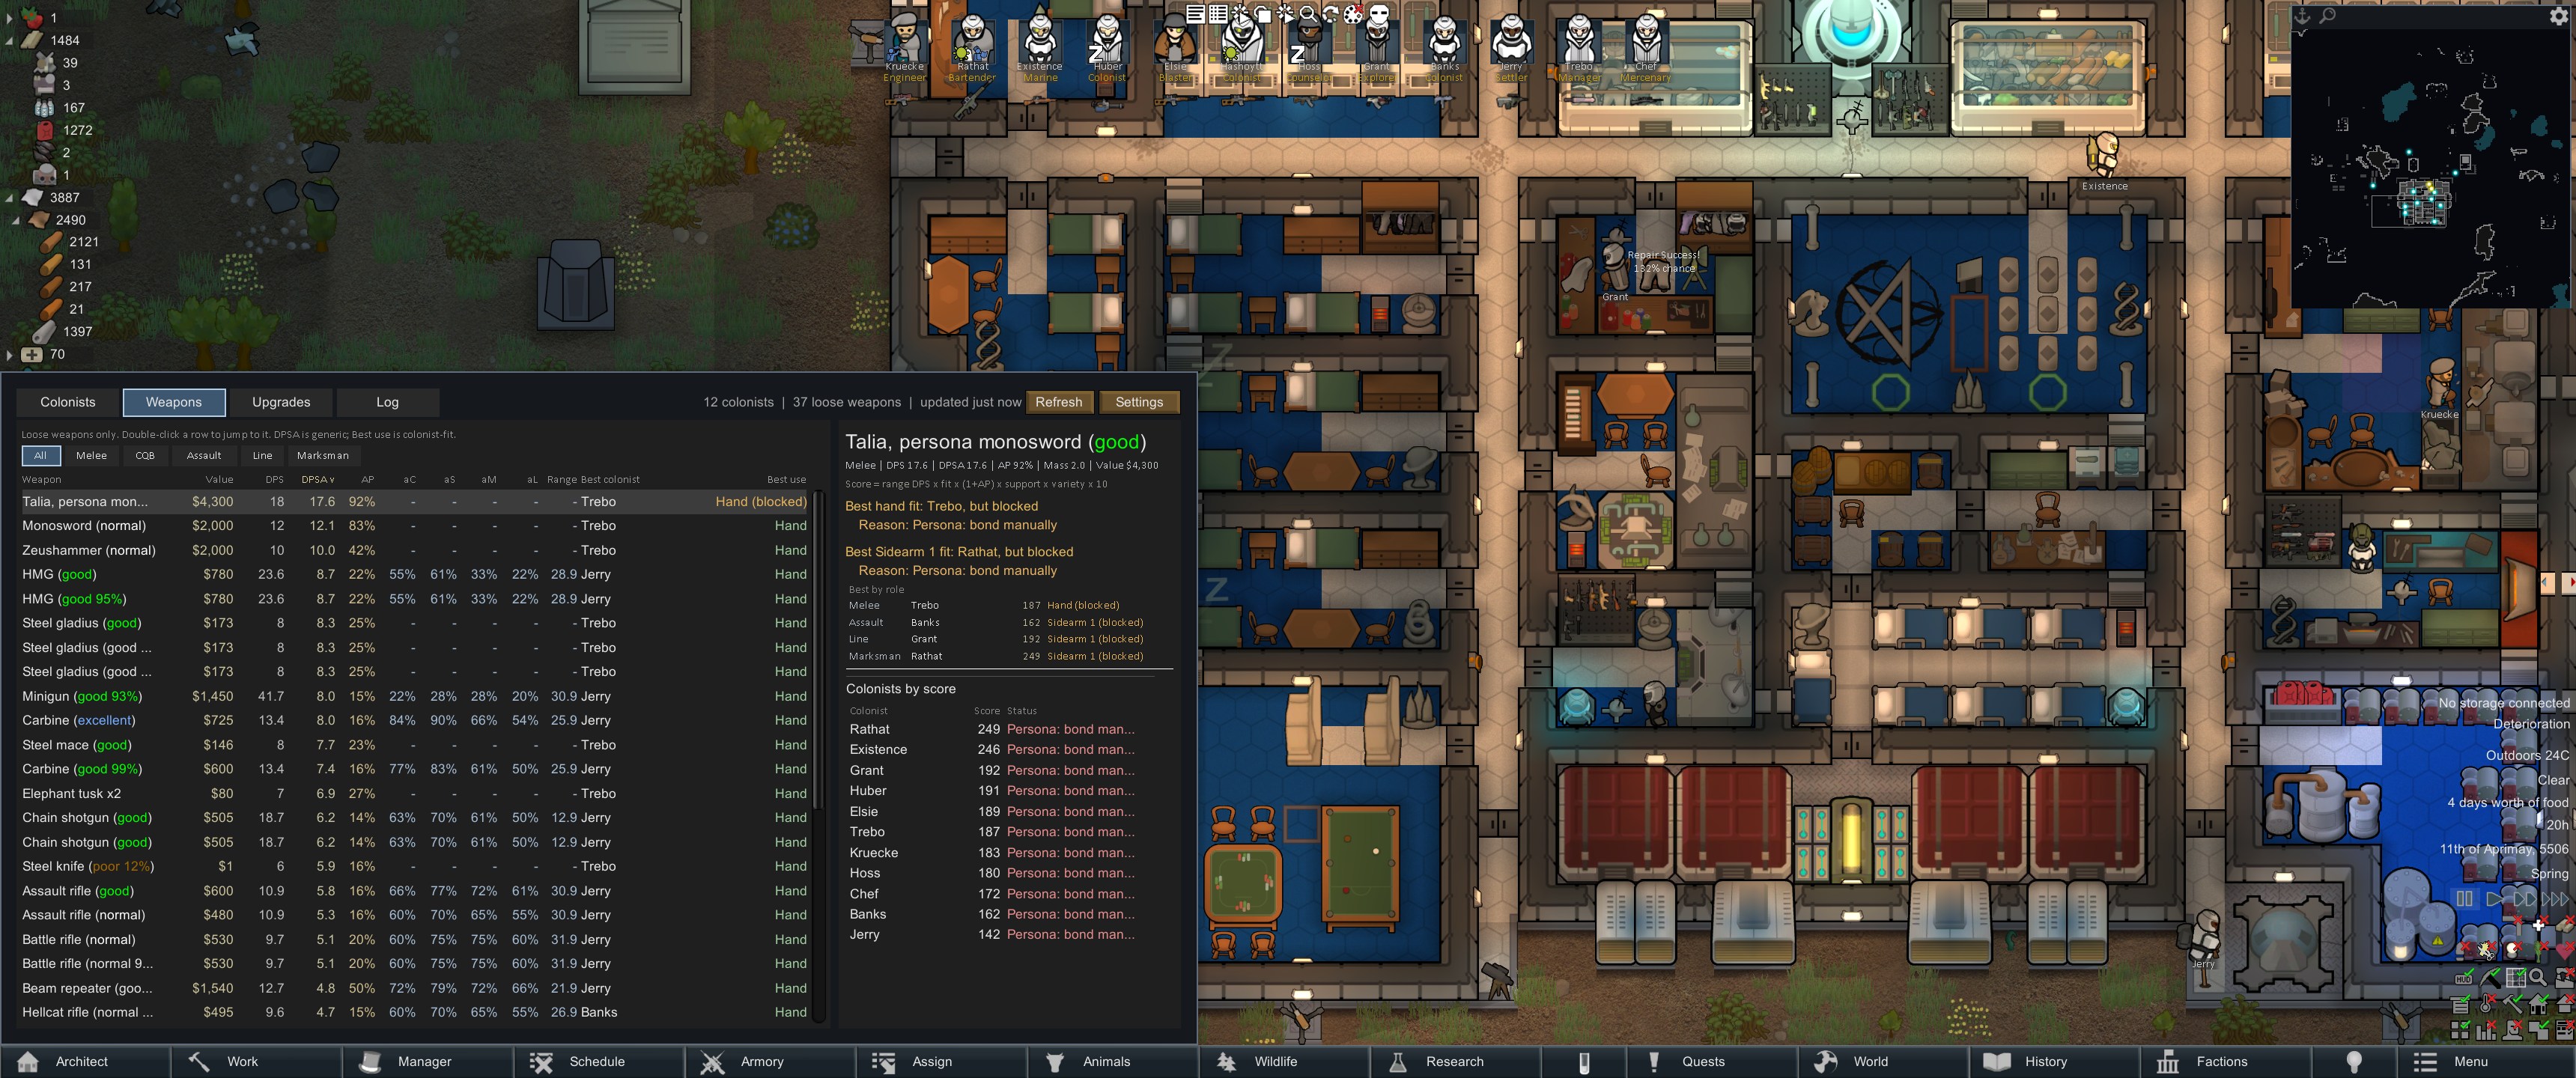 1
1484
39
3
167
1272
2
1
3887
2490
2121
131
217
21
1397
70
Kruecke
Engineer
Rathat
Bartender
Existence
Marine
Huber
Colonist
Elsie
Blaster
Colonist
Hoss
Counselor
Grant
Explorer
Banks
Colonist
Jerry
Settler
Trebo
Manager
Chef
Mercenary
Existence
Repair Success!
132% chance
Grant
Kruecke
Jerry
Colonists Weapons Upgrades Log 12 colonists | 37 loose weapons | updated just now Refresh Settings
Loose weapons only. Double-click a row to jump to it. DPSA is generic; Best use is colonist-fit.
All Melee CQB Assault Line Marksman
Weapon Value DPS DPSA v AP aC aS aM aL Range Best colonist Best use
Talia, persona mon... $4,300 18 17.6 92% - - - - - Trebo Hand (blocked)
Monosword (normal) $2,000 12 12.1 83% - - - - - Trebo Hand
Zeushammer (normal) $2,000 10 10.0 42% - - - - - Trebo Hand
HMG (good) $780 23.6 8.7 22% 55% 61% 33% 22% 28.9 Jerry Hand
HMG (good 95%) $780 23.6 8.7 22% 55% 61% 33% 22% 28.9 Jerry Hand
Steel gladius (good) $173 8 8.3 25% - - - - - Trebo Hand
Steel gladius (good ... $173 8 8.3 25% - - - - - Trebo Hand
Steel gladius (good ... $173 8 8.3 25% - - - - - Trebo Hand
Minigun (good 93%) $1,450 41.7 8.0 15% 22% 28% 28% 20% 30.9 Jerry Hand
Carbine (excellent) $725 13.4 8.0 16% 84% 90% 66% 54% 25.9 Jerry Hand
Steel mace (good) $146 8 7.7 23% - - - - - Trebo Hand
Carbine (good 99%) $600 13.4 7.4 16% 77% 83% 61% 50% 25.9 Jerry Hand
Elephant tusk x2 $80 7 6.9 27% - - - - - Trebo Hand
Chain shotgun (good) $505 18.7 6.2 14% 63% 70% 61% 50% 12.9 Jerry Hand
Chain shotgun (good) $505 18.7 6.2 14% 63% 70% 61% 50% 12.9 Jerry Hand
Steel knife (poor 12%) $1 6 5.9 16% - - - - - Trebo Hand
Assault rifle (good) $600 10.9 5.8 16% 66% 77% 72% 61% 30.9 Jerry Hand
Assault rifle (normal) $480 10.9 5.3 16% 60% 70% 65% 55% 30.9 Jerry Hand
Battle rifle (normal) $530 9.7 5.1 20% 60% 75% 75% 60% 31.9 Jerry Hand
Battle rifle (normal 9... $530 9.7 5.1 20% 60% 75% 75% 60% 31.9 Jerry Hand
Beam repeater (goo... $1,540 12.7 4.8 50% 72% 79% 72% 66% 21.9 Jerry Hand
Hellcat rifle (normal ... $495 9.6 4.7 15% 60% 70% 65% 55% 26.9 Banks Hand
Talia, persona monosword (good)
Melee | DPS 17.6 | DPSA 17.6 | AP 92% | Mass 2.0 | Value $4,300
Score = range DPS x fit x (1+AP) x support x variety x 10
Best hand fit: Trebo, but blocked
Reason: Persona: bond manually
Best Sidearm 1 fit: Rathat, but blocked
Reason: Persona: bond manually
Best by role
Melee Trebo 187 Hand (blocked)
Assault Banks 162 Sidearm 1 (blocked)
Line Grant 192 Sidearm 1 (blocked)
Marksman Rathat 249 Sidearm 1 (blocked)
Colonists by score
Colonist Score Status
Rathat 249 Persona: bond man...
Existence 246 Persona: bond man...
Grant 192 Persona: bond man...
Huber 191 Persona: bond man...
Elsie 189 Persona: bond man...
Trebo 187 Persona: bond man...
Kruecke 183 Persona: bond man...
Hoss 180 Persona: bond man...
Chef 172 Persona: bond man...
Banks 162 Persona: bond man...
Jerry 142 Persona: bond man...
No storage connected
Deterioration
Outdoors 24C
Clear
4 days worth of food
20h
11th of Aprimay, 5506
Spring
Architect Work Manager Schedule Armory Assign Animals Wildlife Research Quests World History Factions Menu